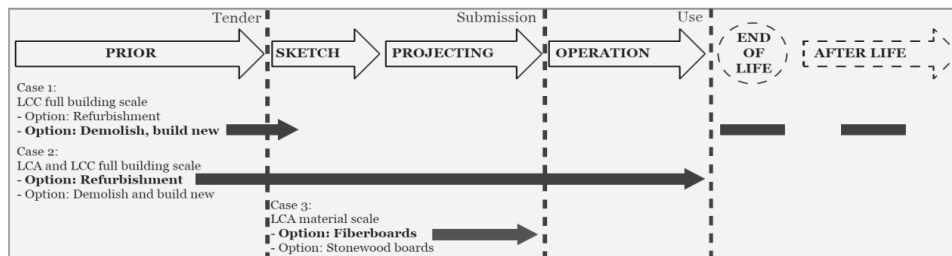 Tender
Submission
Use
PRIOR
SKETCH
PROJECTING
OPERATION
END
OF
LIFE
AFTER LIFE
Case 1:
LCC full building scale
- Option: Refurbishment
- Option: Demolish, build new
Case 2:
LCA and LCC full building scale
- Option: Refurbishment
- Option: Demolish and build new
Case 3:
LCA material scale
- Option: Fiberboards
- Option: Stonewood boards